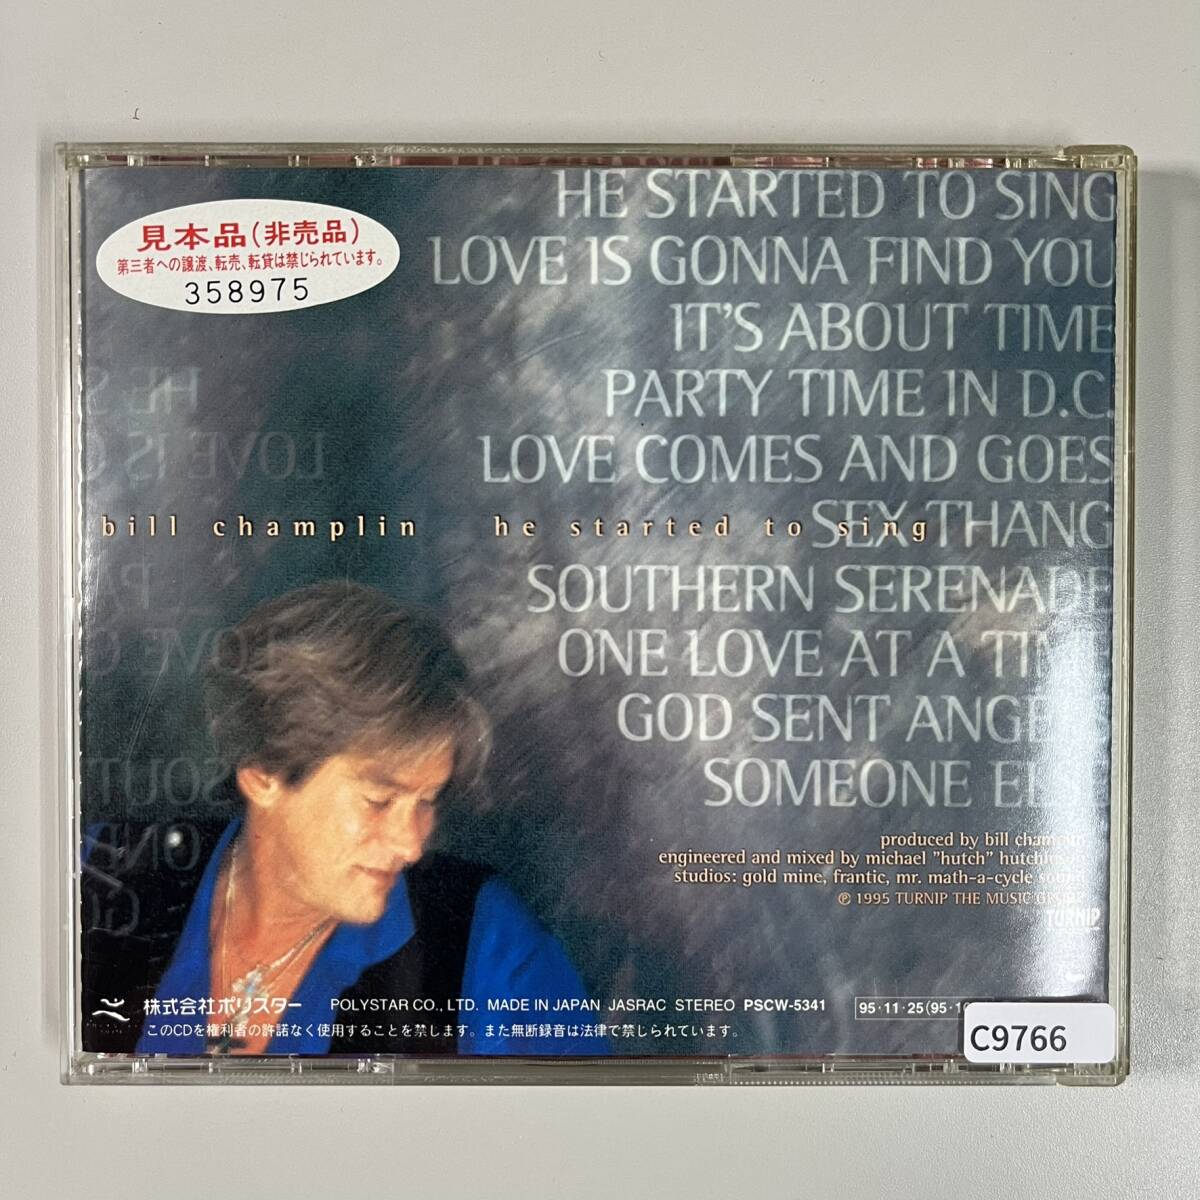 見本品(非売品)
第三者への譲渡、転売、転貸は禁じられています。
358975
HE STARTED TO SING
LOVE IS GONNA FIND YOU
IT'S ABOUT TIME
PARTY TIME IN D.C.
LOVE COMES AND GOES
SEX THANG
SOUTHERN SERENADE
ONE LOVE AT A TIME
GOD SENT ANGELS
SOMEONE ELSE
bill champlin he started to sing
produced by bill champlin
engineered and mixed by michael "hutch" hutchinson
studios: gold mine, frantic, mr. math-a-cycle sound
℗ 1995 TURNIP THE MUSIC GROUP
TURNIP
株式会社ポリスター POLYSTAR CO., LTD. MADE IN JAPAN JASRAC STEREO PSCW-5341 95·11·25(95·10
このCDを権利者の許諾なく使用することを禁じます。また無断録音は法律で禁じられています。
C9766